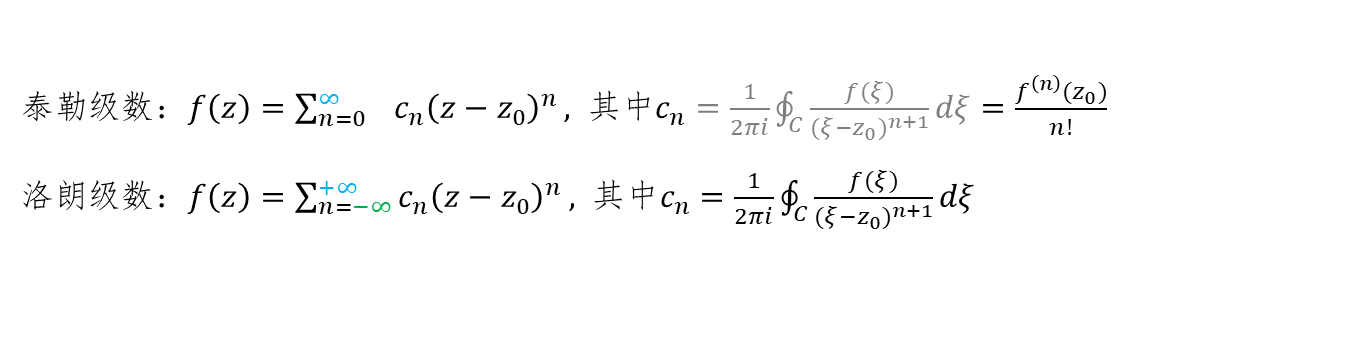 泰勒级数：f(z) = ∑_{n=0}^{∞} c_n(z − z_0)^n，其中c_n = \frac{1}{2πi} ∮_C \frac{f(ξ)}{(ξ−z_0)^{n+1}} dξ = \frac{f^{(n)}(z_0)}{n!}
洛朗级数：f(z) = ∑_{n=−∞}^{+∞} c_n(z − z_0)^n，其中c_n = \frac{1}{2πi} ∮_C \frac{f(ξ)}{(ξ−z_0)^{n+1}} dξ